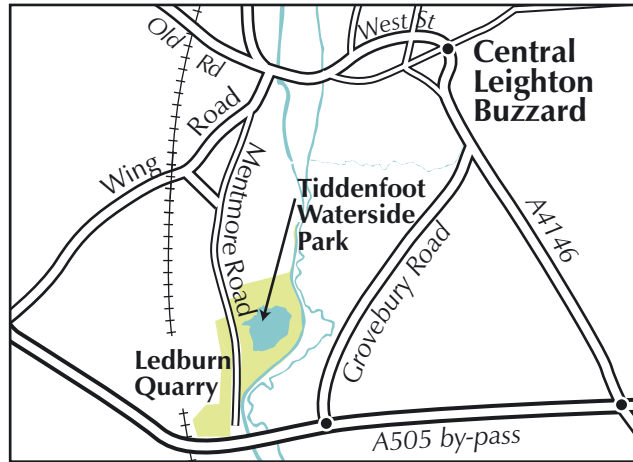 West St
Old Rd
Central
Leighton
Buzzard
Wing Road
Mentmore Road
Tiddenfoot
Waterside
Park
A4146
Grovebury Road
Ledburn
Quarry
A505 by-pass